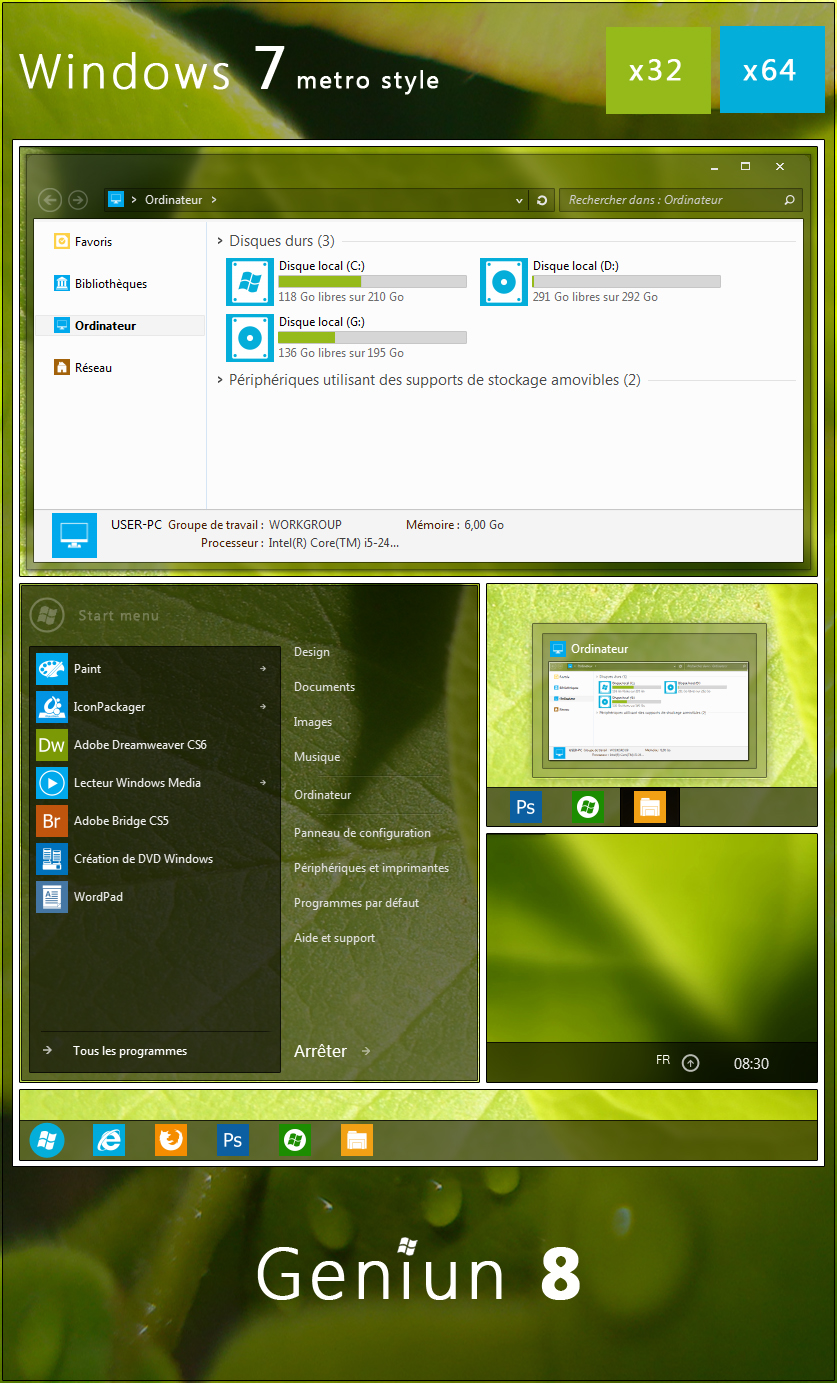 Windows 7 metro style
x32
x64
Ordinateur
Rechercher dans : Ordinateur
Favoris
Bibliothèques
Ordinateur
Réseau
Disques durs (3)
Disque local (C:)
118 Go libres sur 210 Go
Disque local (D:)
291 Go libres sur 292 Go
Disque local (G:)
136 Go libres sur 195 Go
Périphériques utilisant des supports de stockage amovibles (2)
USER-PC Groupe de travail : WORKGROUP Mémoire : 6,00 Go
Processeur : Intel(R) Core(TM) i5-24...
Start menu
Paint
IconPackager
Dw Adobe Dreamweaver CS6
Lecteur Windows Media
Br Adobe Bridge CS5
Création de DVD Windows
WordPad
Tous les programmes
Design
Documents
Images
Musique
Ordinateur
Panneau de configuration
Périphériques et imprimantes
Programmes par défaut
Aide et support
Arrêter
Ordinateur
Ps
FR
08:30
Ps
Geniun 8